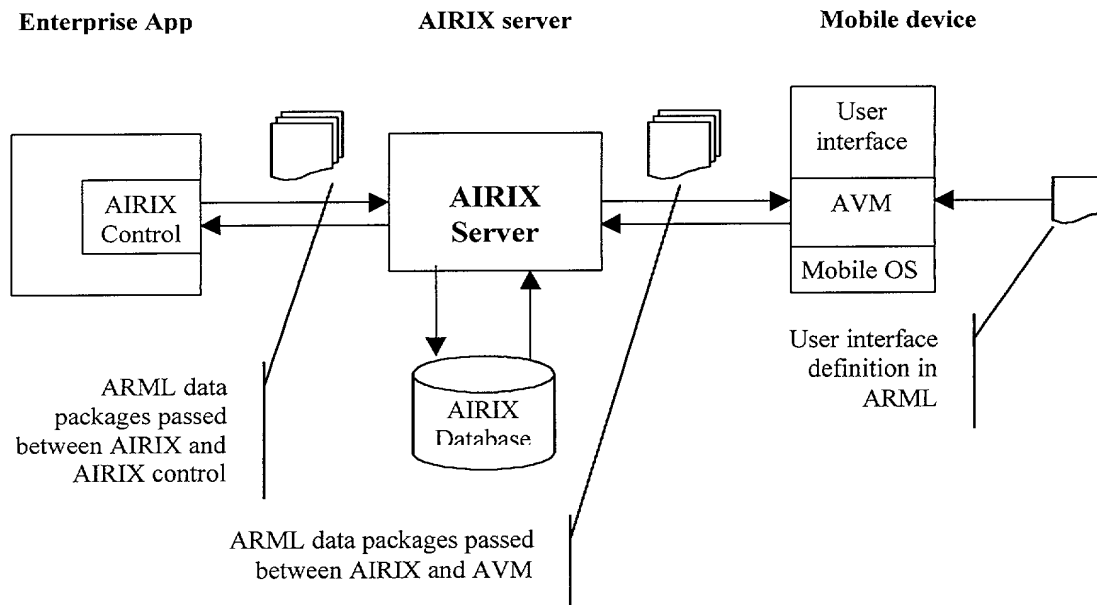 Enterprise App
AIRIX server
Mobile device
AIRIX
Control
AIRIX
Server
AIRIX
Database
User
interface
AVM
Mobile OS
ARML data
packages passed
between AIRIX and
AIRIX control
ARML data packages passed
between AIRIX and AVM
User interface
definition in
ARML